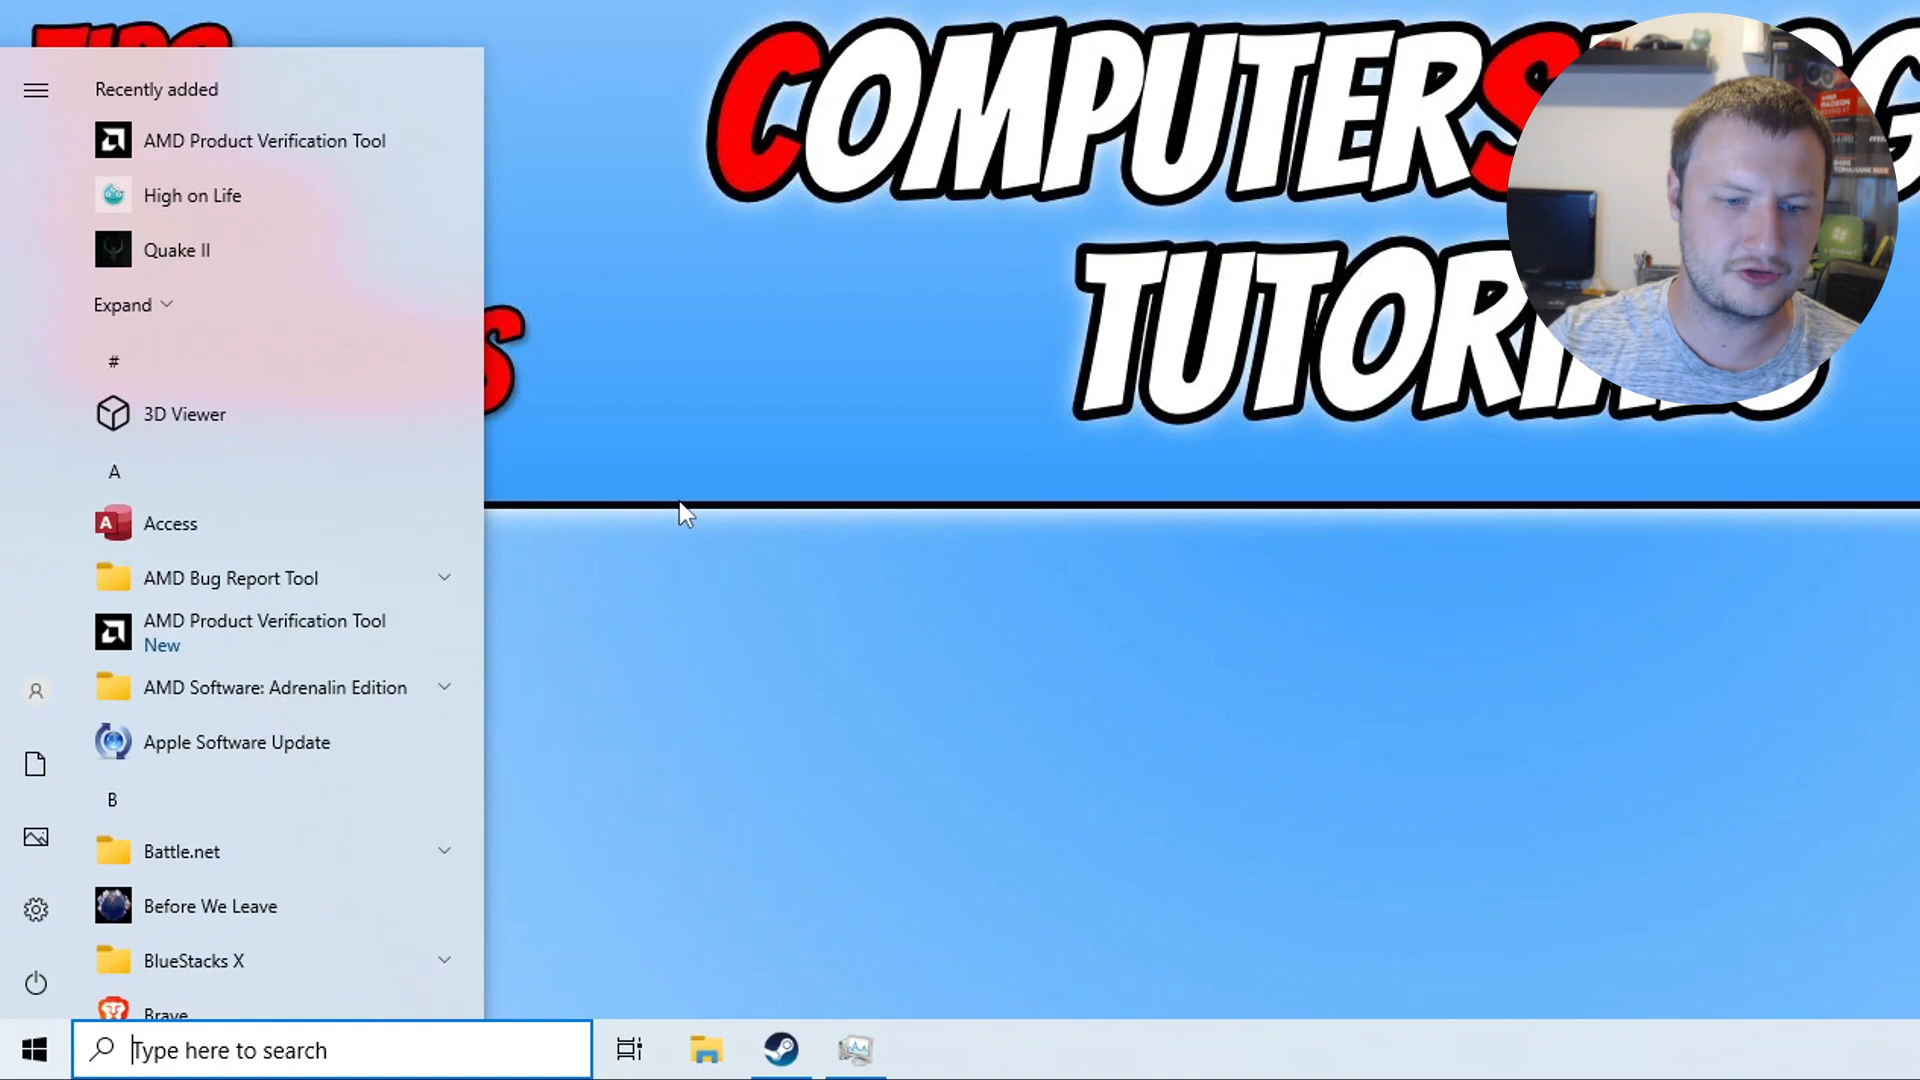 TIPS
COMPUTERS
TUTORIALS
Recently added
AMD Product Verification Tool
High on Life
Quake II
Expand
#
3D Viewer
A
Access
AMD Bug Report Tool
AMD Product Verification Tool
New
AMD Software: Adrenalin Edition
Apple Software Update
B
Battle.net
Before We Leave
BlueStacks X
Brave
Type here to search